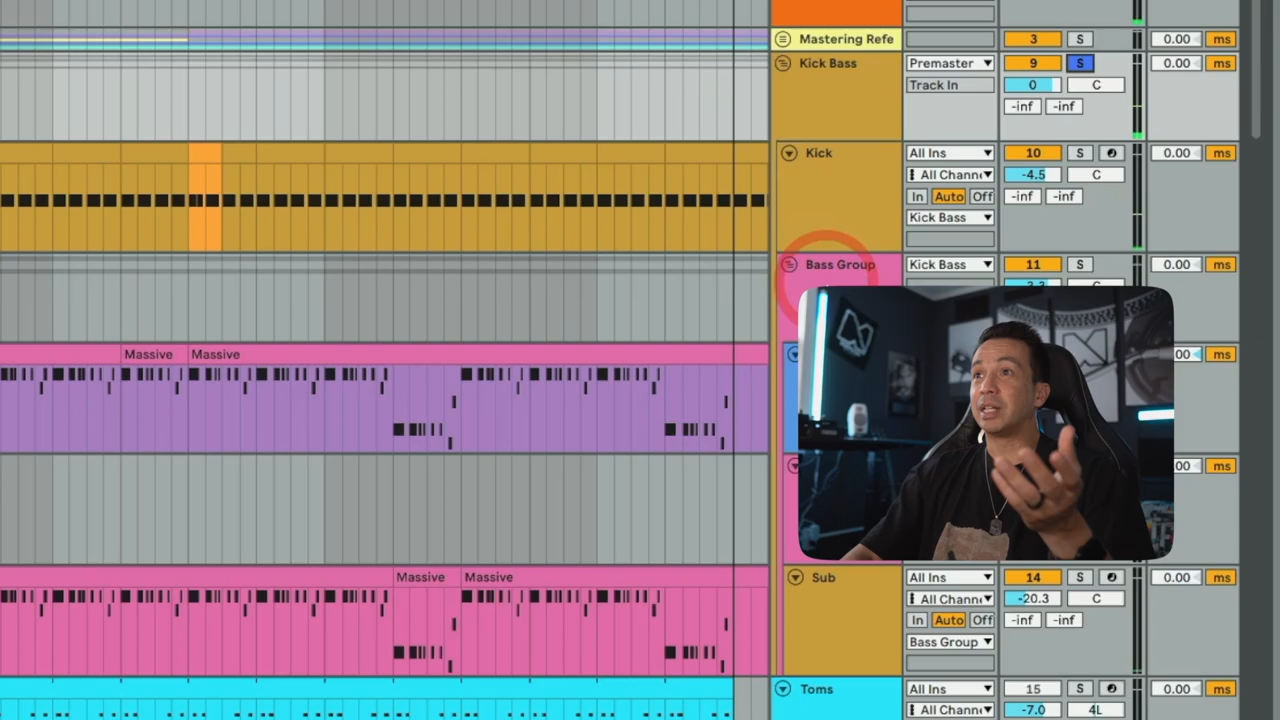 Mastering Refe 3 S 0.00 ms
Kick Bass Premaster 9 S 0.00 ms
Track In 0 C
-inf -inf
Kick All Ins 10 S 0.00 ms
All Chann -4.5 C
In Auto Off -inf -inf
Kick Bass
Bass Group Kick Bass 11 S 0.00 ms
Massive Massive 00 ms
00 ms
Massive Massive Sub All Ins 14 S 0.00 ms
All Chann -20.3 C
In Auto Off -inf -inf
Bass Group
Toms All Ins 15 S 0.00 ms
All Chann -7.0 4L